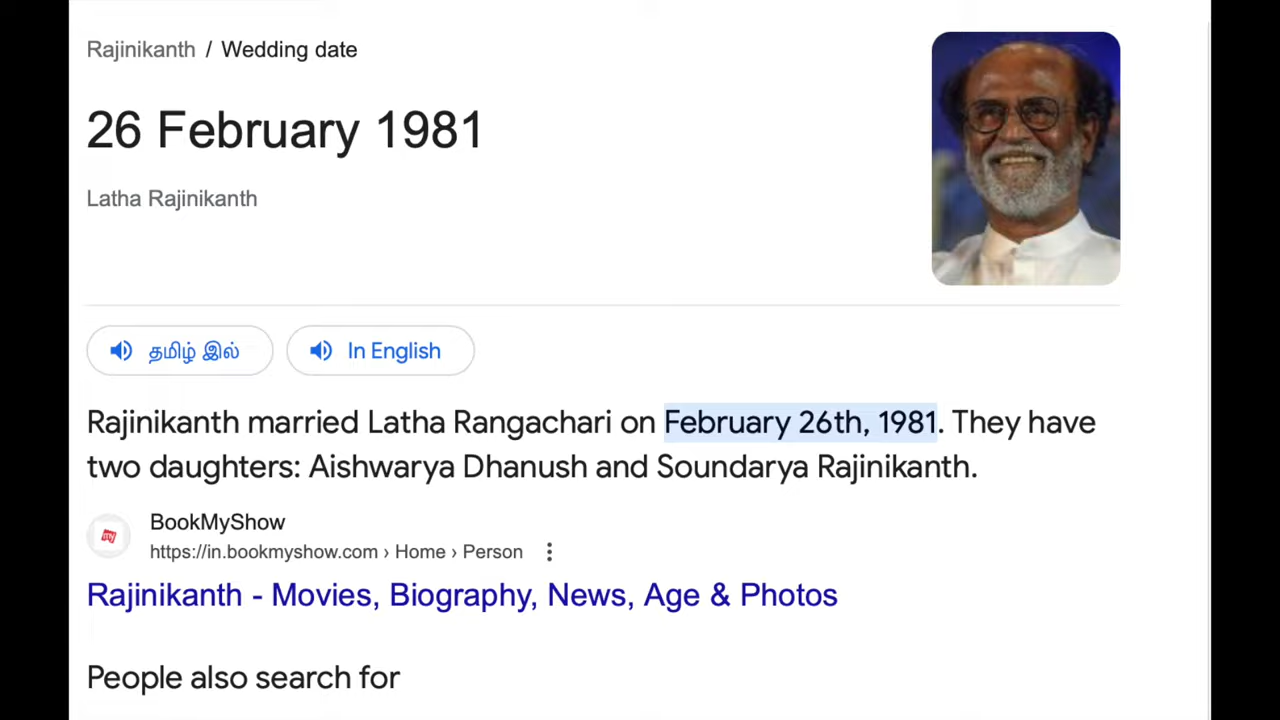 Rajinikanth / Wedding date
26 February 1981
Latha Rajinikanth
தமிழ் இல்
In English
Rajinikanth married Latha Rangachari on February 26th, 1981. They have
two daughters: Aishwarya Dhanush and Soundarya Rajinikanth.
my
BookMyShow
https://in.bookmyshow.com › Home › Person
Rajinikanth - Movies, Biography, News, Age & Photos
People also search for